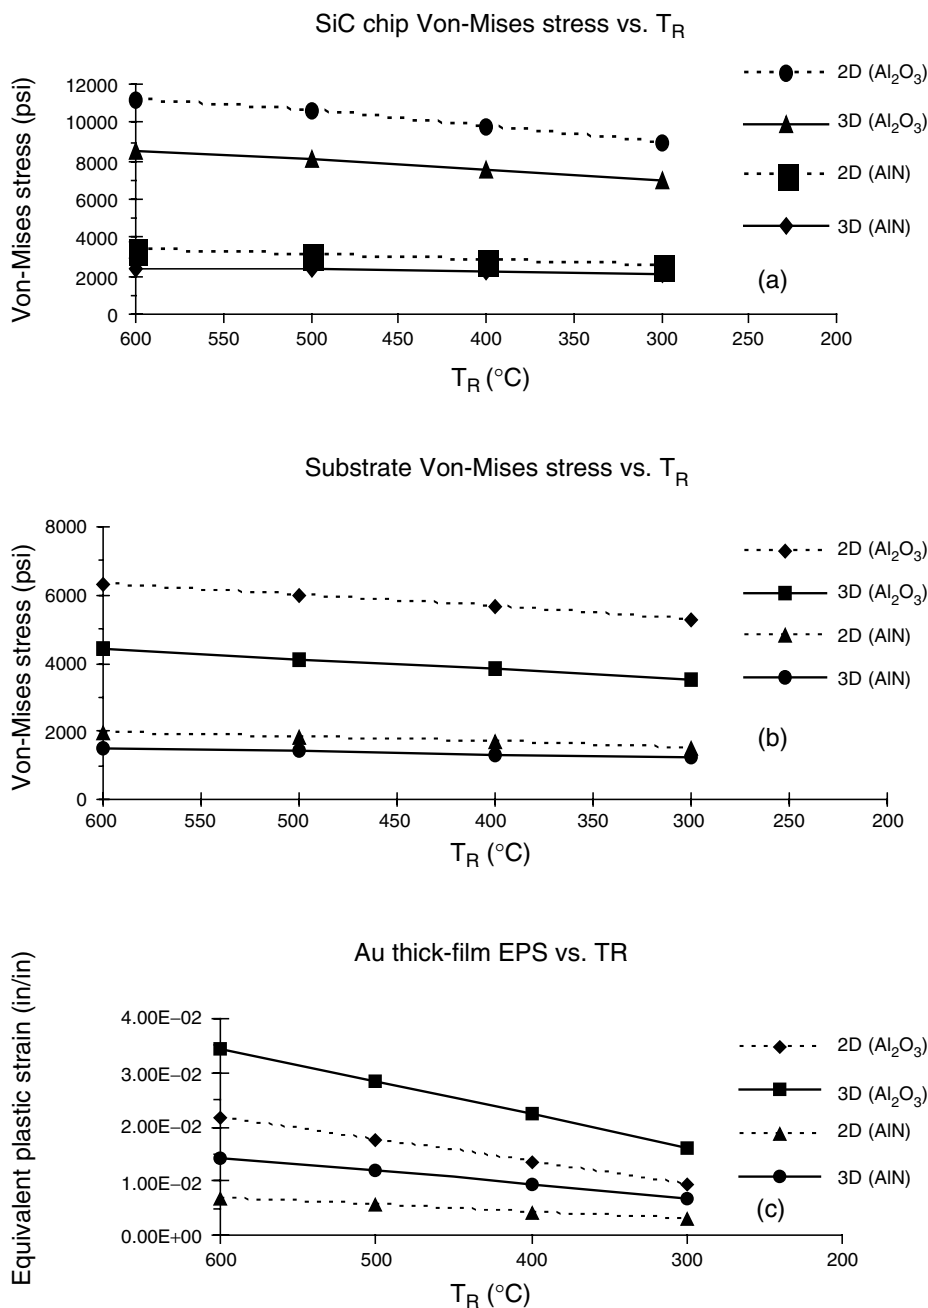 SiC chip Von-Mises stress vs. T_R
Von-Mises stress (psi)
12000
10000
8000
6000
4000
2000
0
600 550 500 450 400 350 300 250 200
T_R (°C)
2D (Al₂O₃)
3D (Al₂O₃)
2D (AlN)
3D (AlN)
(a)
Substrate Von-Mises stress vs. T_R
Von-Mises stress (psi)
8000
6000
4000
2000
0
600 550 500 450 400 350 300 250 200
T_R (°C)
2D (Al₂O₃)
3D (Al₂O₃)
2D (AlN)
3D (AlN)
(b)
Au thick-film EPS vs. TR
Equivalent plastic strain (in/in)
4.00E−02
3.00E−02
2.00E−02
1.00E−02
0.00E+00
600 500 400 300 200
T_R (°C)
2D (Al₂O₃)
3D (Al₂O₃)
2D (AlN)
3D (AlN)
(c)